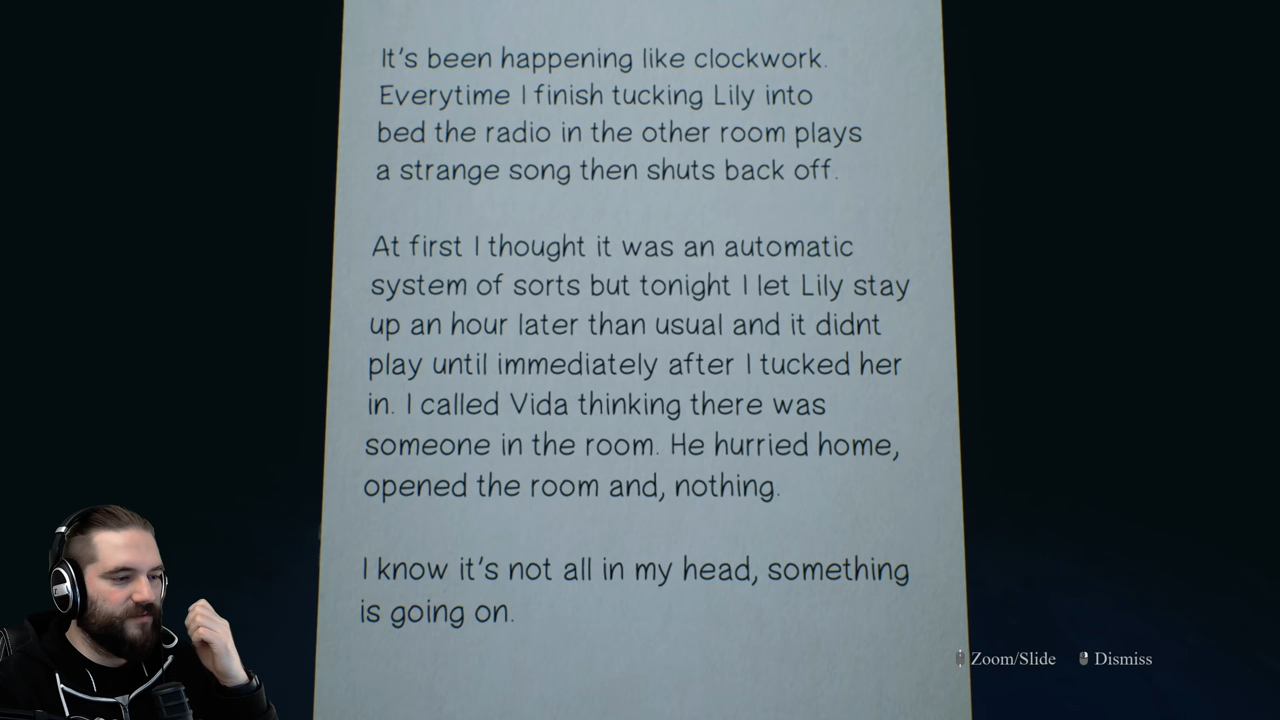 It's been happening like clockwork.
Everytime I finish tucking Lily into
bed the radio in the other room plays
a strange song then shuts back off.
At first I thought it was an automatic
system of sorts but tonight I let Lily stay
up an hour later than usual and it didnt
play until immediately after I tucked her
in. I called Vida thinking there was
someone in the room. He hurried home,
opened the room and, nothing.
I know it's not all in my head, something
is going on.
Zoom/Slide Dismiss